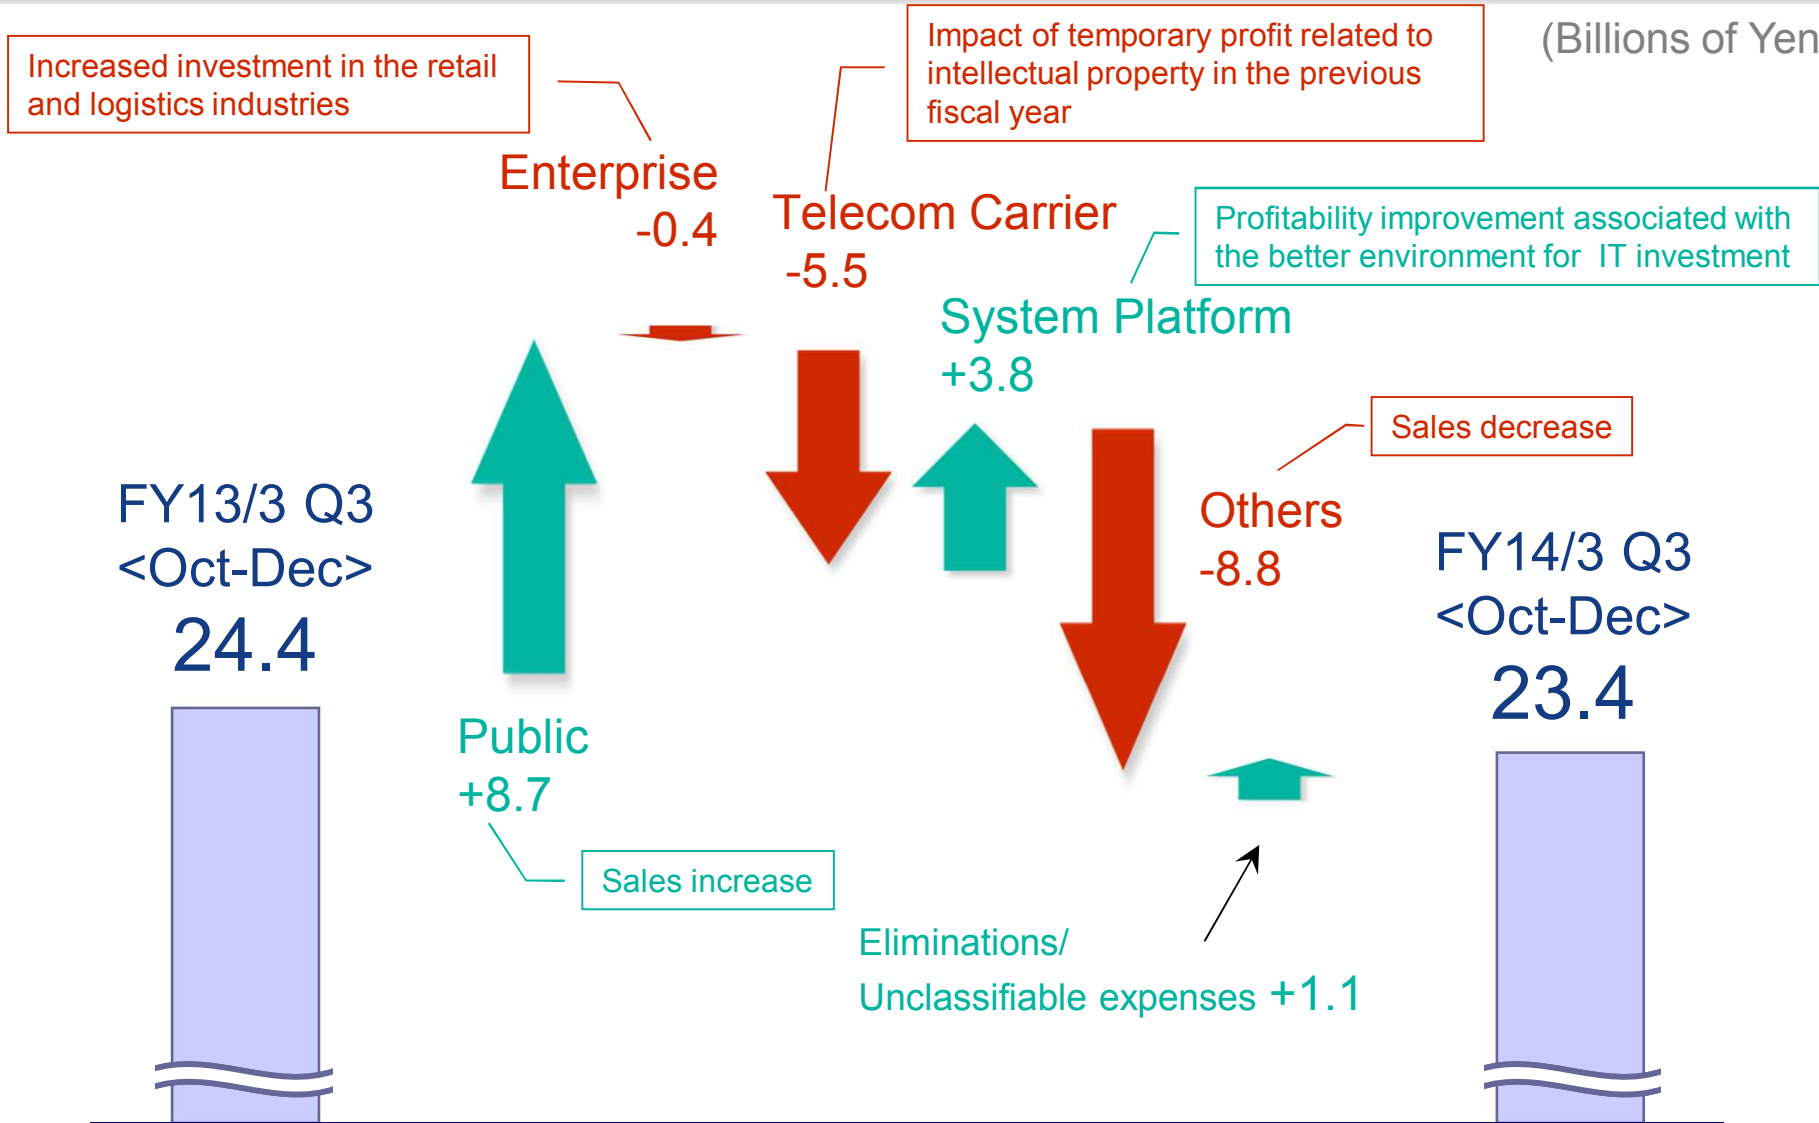 (Billions of Yen
Increased investment in the retail
and logistics industries
Impact of temporary profit related to
intellectual property in the previous
fiscal year
Enterprise
-0.4
Telecom Carrier
-5.5
Profitability improvement associated with
the better environment for IT investment
System Platform
+3.8
Sales decrease
Others
-8.8
FY13/3 Q3
<Oct-Dec>
24.4
FY14/3 Q3
<Oct-Dec>
23.4
Public
+8.7
Sales increase
Eliminations/
Unclassifiable expenses +1.1